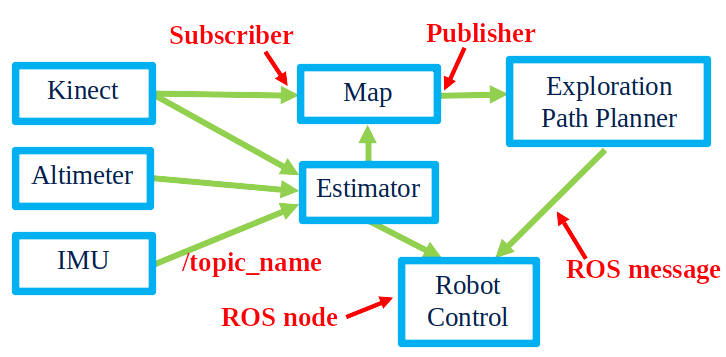 Subscriber
Publisher
Kinect
Map
Exploration
Path Planner
Altimeter
Estimator
IMU
/topic_name
ROS message
Robot
Control
ROS node